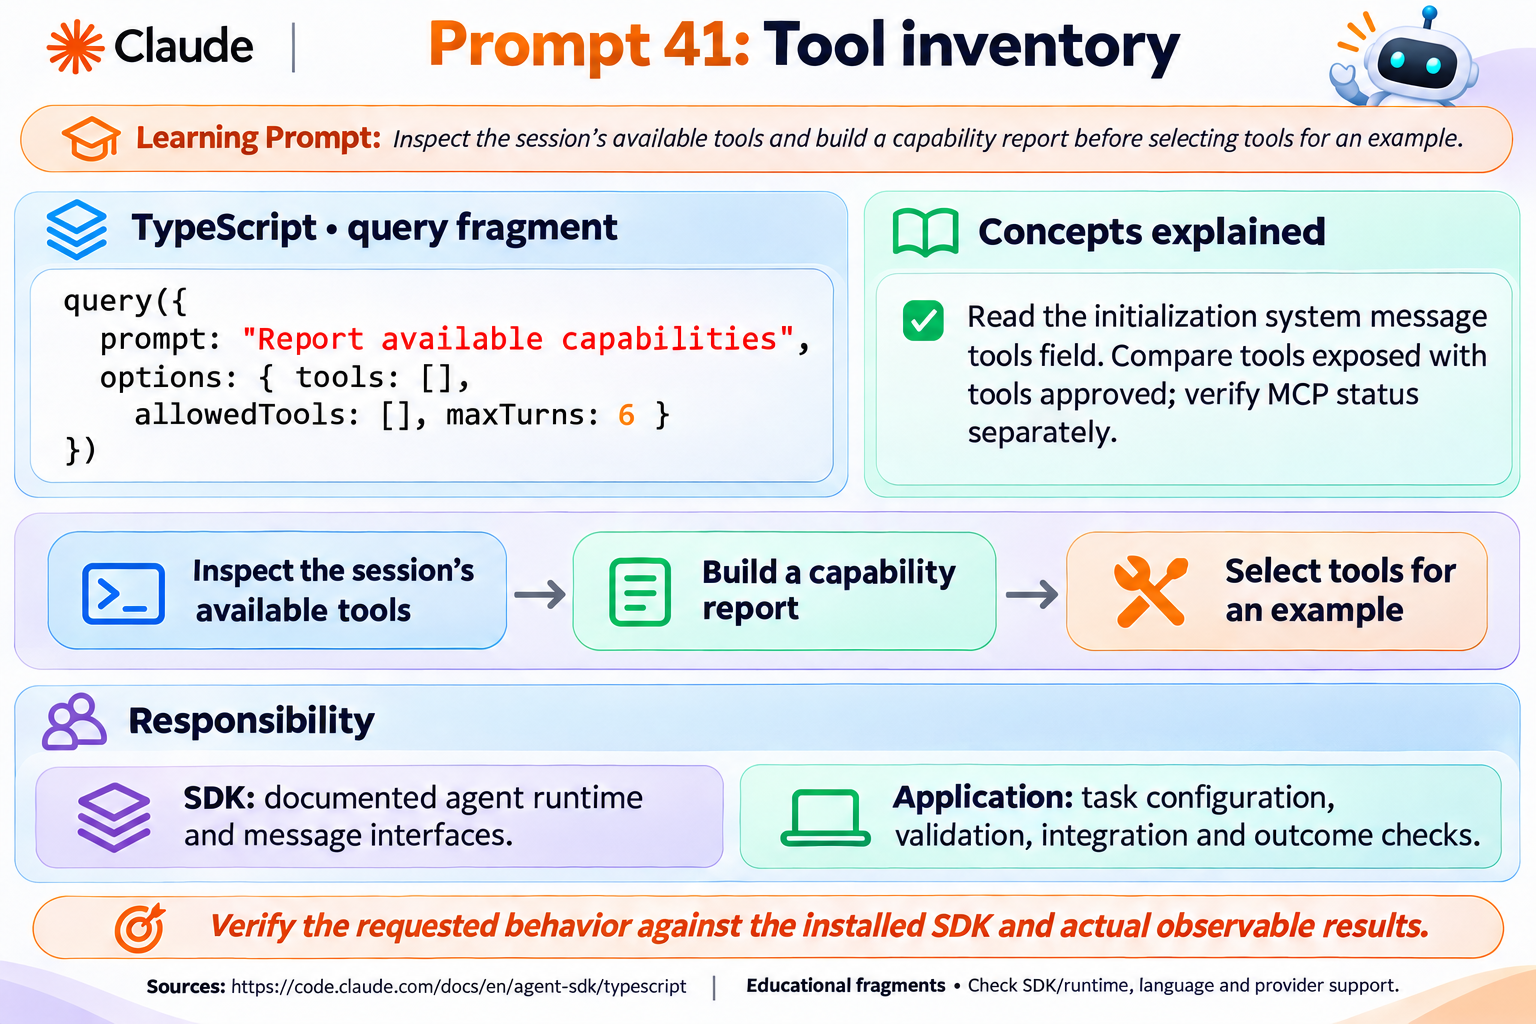 Claude
Prompt 41: Tool inventory
Learning Prompt: Inspect the session's available tools and build a capability report before selecting tools for an example.
TypeScript • query fragment
query({
  prompt: "Report available capabilities",
  options: { tools: [],
    allowedTools: [], maxTurns: 6 }
})
Concepts explained
Read the initialization system message
tools field. Compare tools exposed with
tools approved; verify MCP status
separately.
Inspect the session's
available tools
Build a capability
report
Select tools for
an example
Responsibility
SDK: documented agent runtime
and message interfaces.
Application: task configuration,
validation, integration and outcome checks.
Verify the requested behavior against the installed SDK and actual observable results.
Sources: https://code.claude.com/docs/en/agent-sdk/typescript | Educational fragments • Check SDK/runtime, language and provider support.